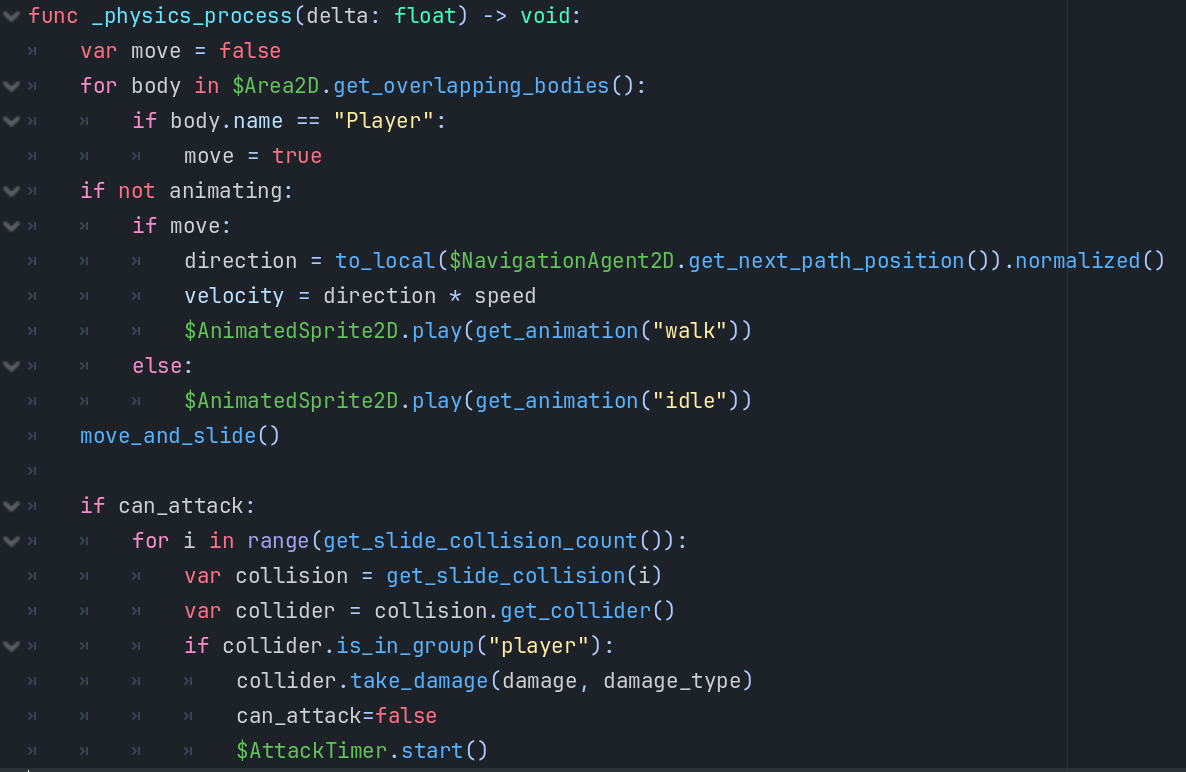 func _physics_process(delta: float) -> void:
	var move = false
	for body in $Area2D.get_overlapping_bodies():
		if body.name == "Player":
			move = true
	if not animating:
		if move:
			direction = to_local($NavigationAgent2D.get_next_path_position()).normalized()
			velocity = direction * speed
			$AnimatedSprite2D.play(get_animation("walk"))
		else:
			$AnimatedSprite2D.play(get_animation("idle"))
	move_and_slide()

	if can_attack:
		for i in range(get_slide_collision_count()):
			var collision = get_slide_collision(i)
			var collider = collision.get_collider()
			if collider.is_in_group("player"):
				collider.take_damage(damage, damage_type)
				can_attack=false
				$AttackTimer.start()